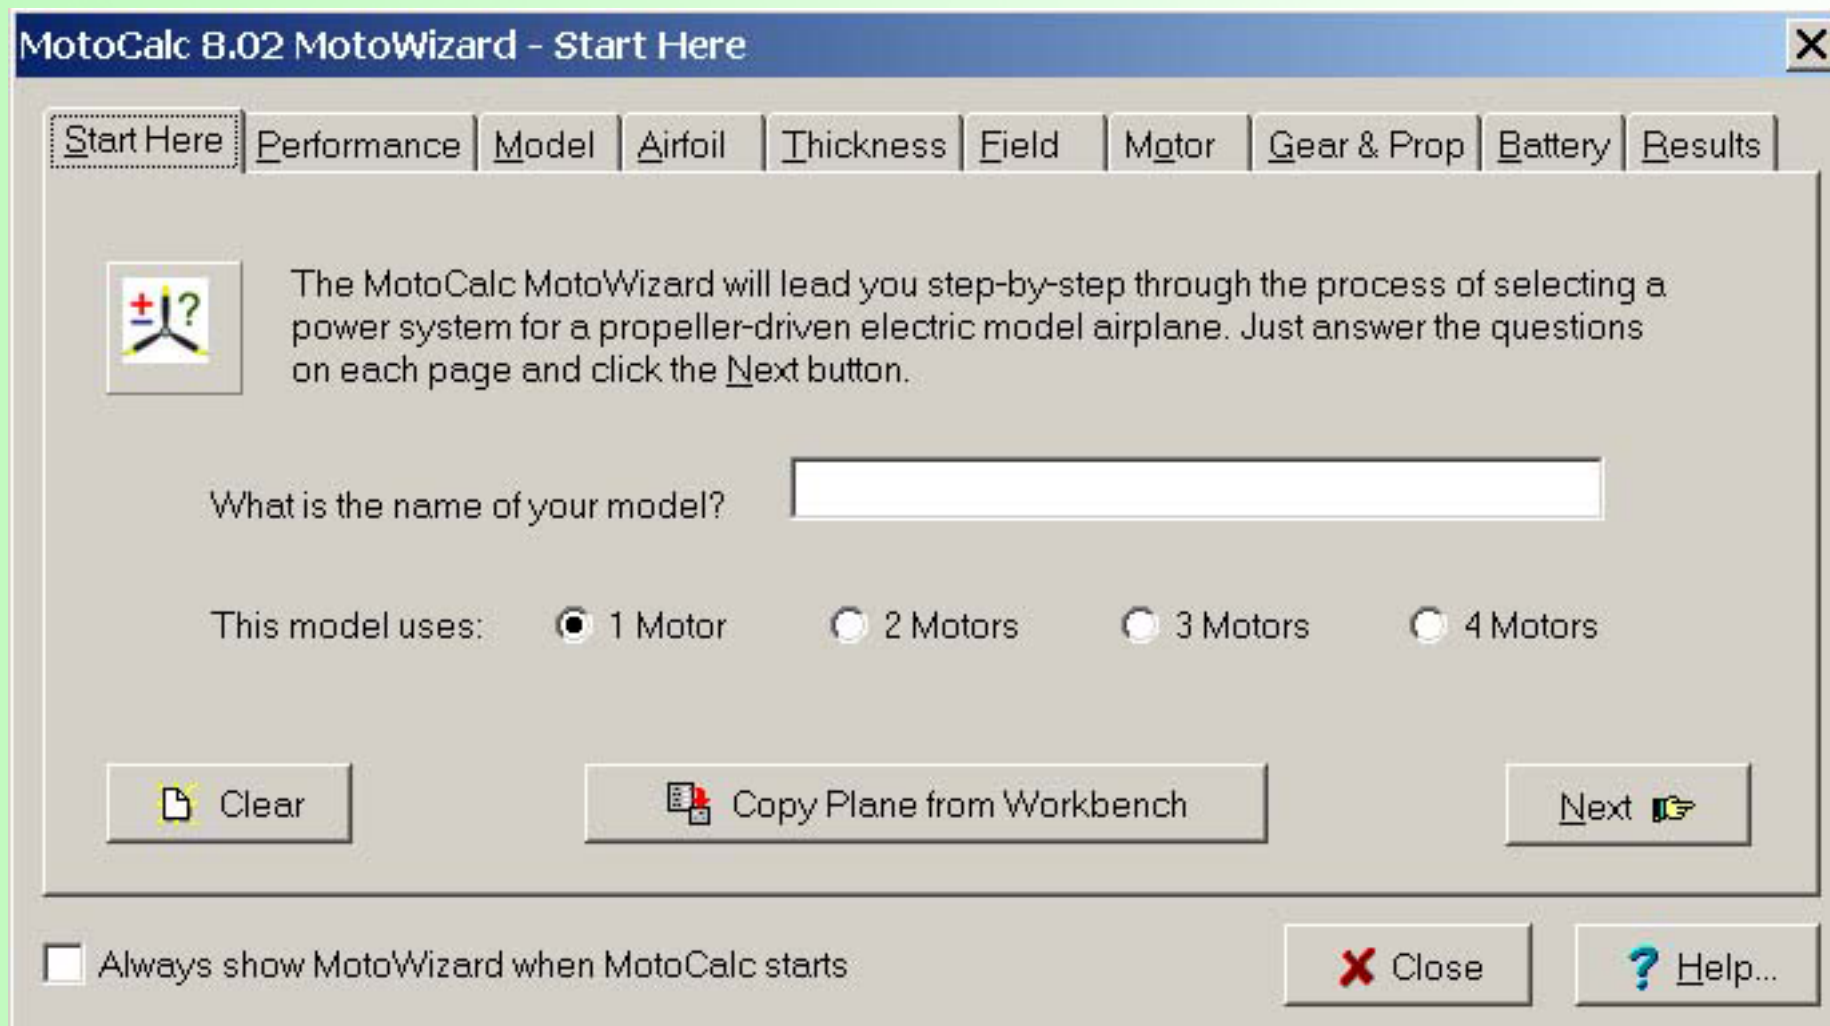 MotoCalc 8.02 MotoWizard - Start Here
Start Here Performance Model Airfoil Thickness Field Motor Gear & Prop Battery Results
The MotoCalc MotoWizard will lead you step-by-step through the process of selecting a
power system for a propeller-driven electric model airplane. Just answer the questions
on each page and click the Next button.
What is the name of your model?
This model uses: 1 Motor 2 Motors 3 Motors 4 Motors
Clear Copy Plane from Workbench Next
Always show MotoWizard when MotoCalc starts Close Help...